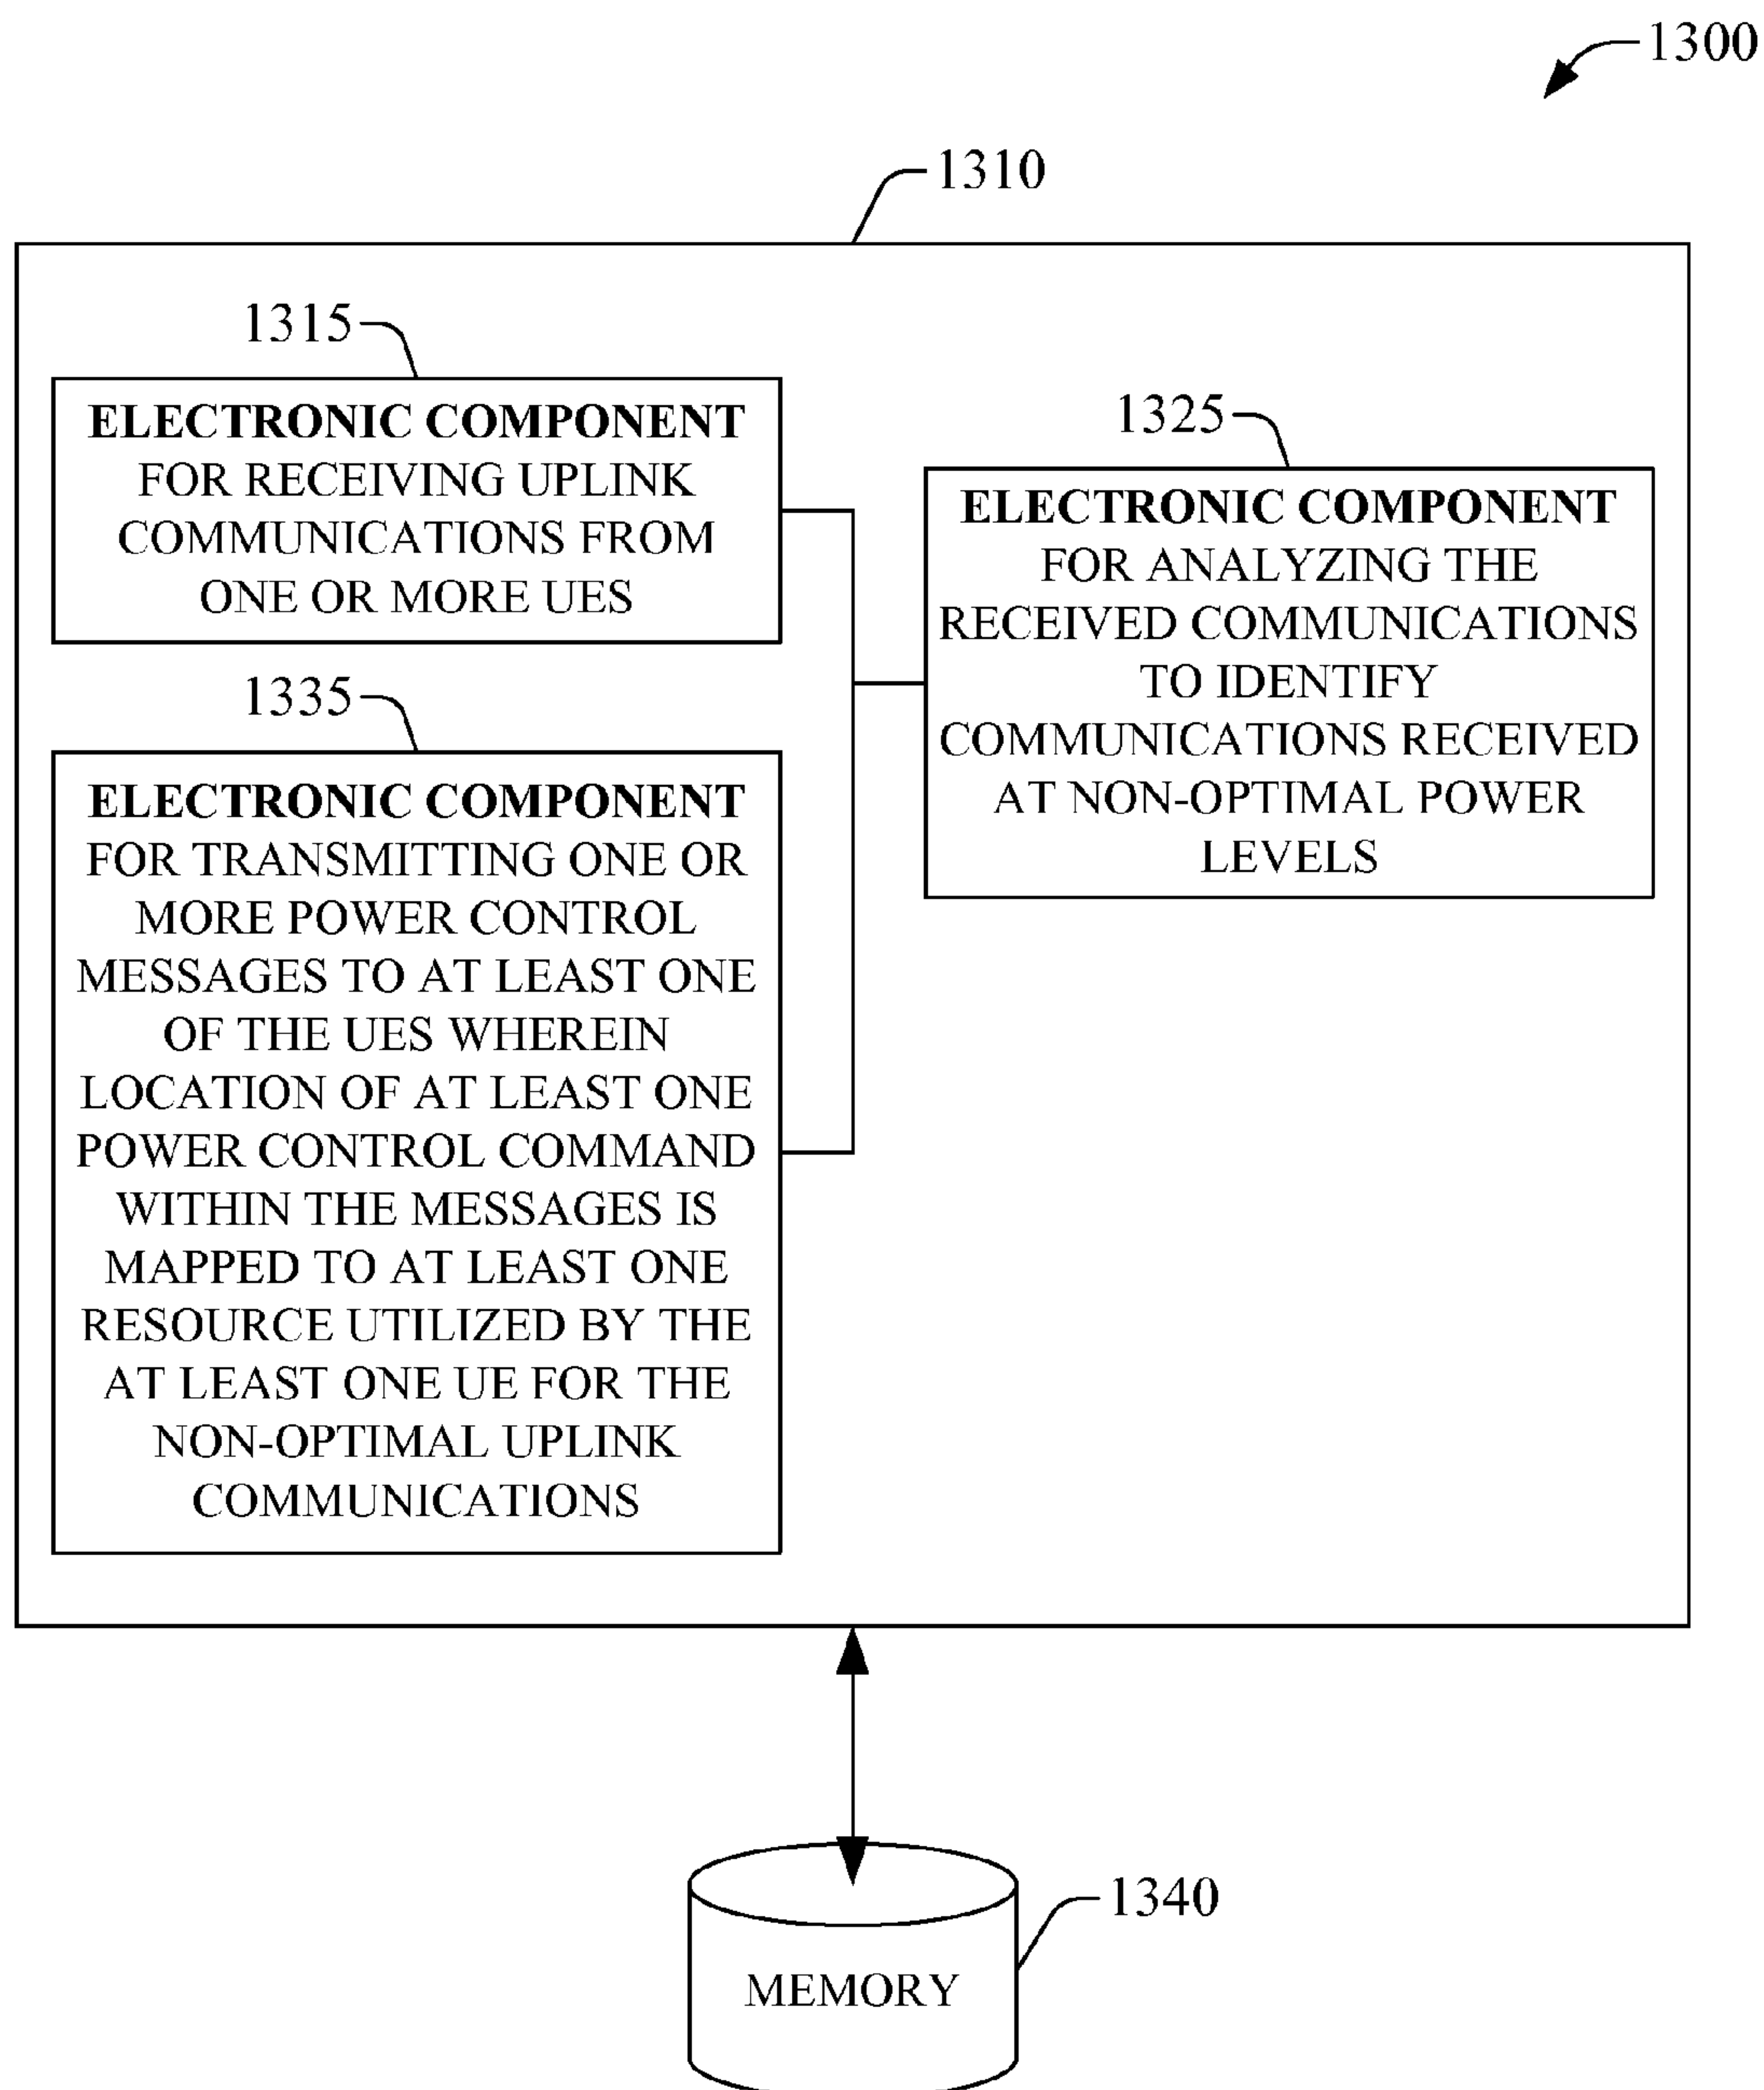 1300
1310
1315
ELECTRONIC COMPONENT
FOR RECEIVING UPLINK
COMMUNICATIONS FROM
ONE OR MORE UES
1325
ELECTRONIC COMPONENT
FOR ANALYZING THE
RECEIVED COMMUNICATIONS
TO IDENTIFY
COMMUNICATIONS RECEIVED
AT NON-OPTIMAL POWER
LEVELS
1335
ELECTRONIC COMPONENT
FOR TRANSMITTING ONE OR
MORE POWER CONTROL
MESSAGES TO AT LEAST ONE
OF THE UES WHEREIN
LOCATION OF AT LEAST ONE
POWER CONTROL COMMAND
WITHIN THE MESSAGES IS
MAPPED TO AT LEAST ONE
RESOURCE UTILIZED BY THE
AT LEAST ONE UE FOR THE
NON-OPTIMAL UPLINK
COMMUNICATIONS
1340
MEMORY